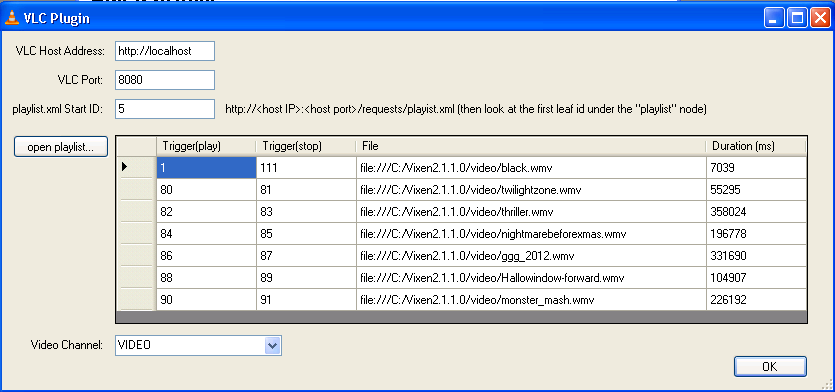 VLC Plugin
VLC Host Address: http://localhost
VLC Port: 8080
playlist.xml Start ID: 5 http://<host IP>:<host port>/requests/playist.xml (then look at the first leaf id under the "playlist" node)
open playlist...
Trigger(play) Trigger(stop) File Duration (ms)
1 111 file:///C:/Vixen2.1.1.0/video/black.wmv 7039
80 81 file:///C:/Vixen2.1.1.0/video/twilightzone.wmv 55295
82 83 file:///C:/Vixen2.1.1.0/video/thriller.wmv 358024
84 85 file:///C:/Vixen2.1.1.0/video/nightmarebeforexmas.wmv 196778
86 87 file:///C:/Vixen2.1.1.0/video/ggg_2012.wmv 331690
88 89 file:///C:/Vixen2.1.1.0/video/Hallowindow-forward.wmv 104907
90 91 file:///C:/Vixen2.1.1.0/video/monster_mash.wmv 226192
Video Channel: VIDEO
OK